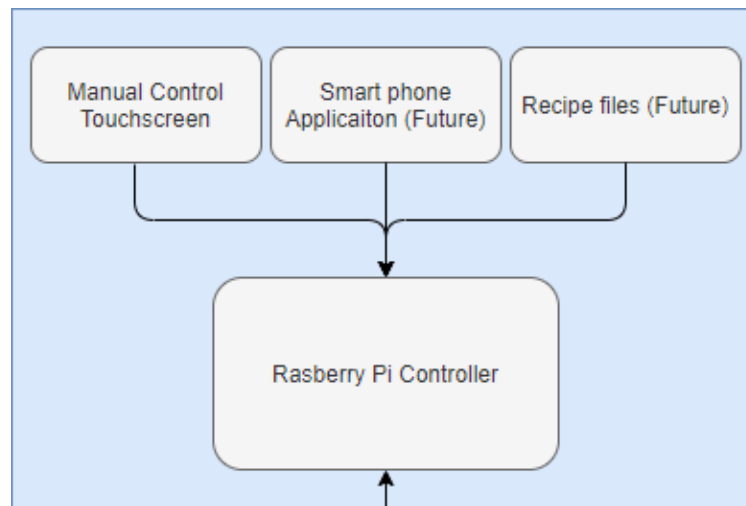 Manual Control
Touchscreen
Smart phone
Applicaiton (Future)
Recipe files (Future)
Rasberry Pi Controller